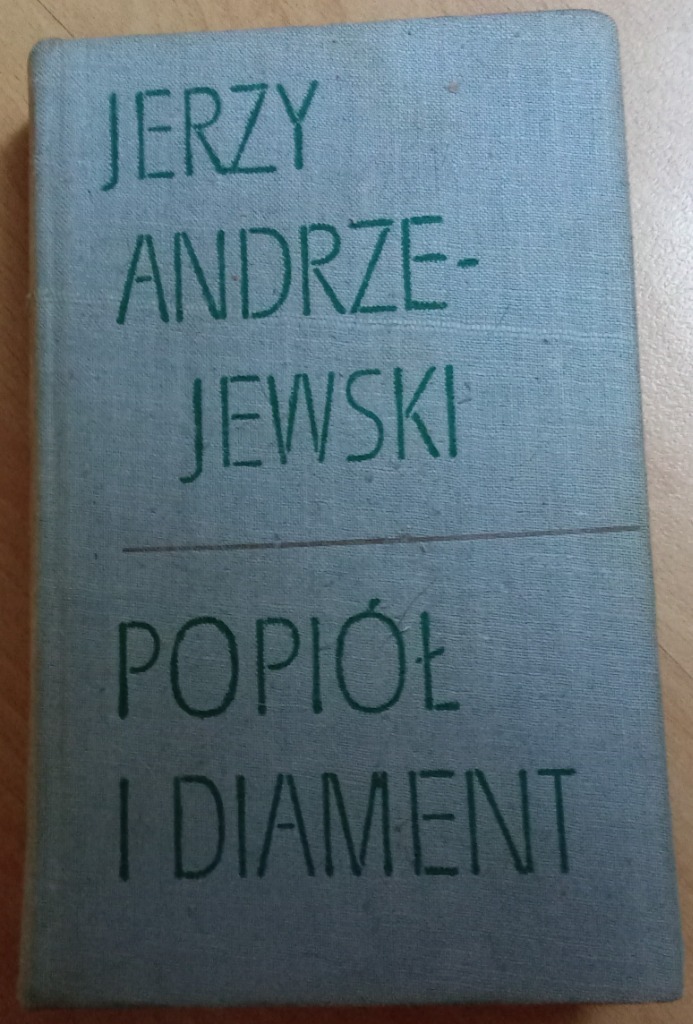 JERZY
ANDRZE-
JEWSKI
POPIÓŁ
I DIAMENT